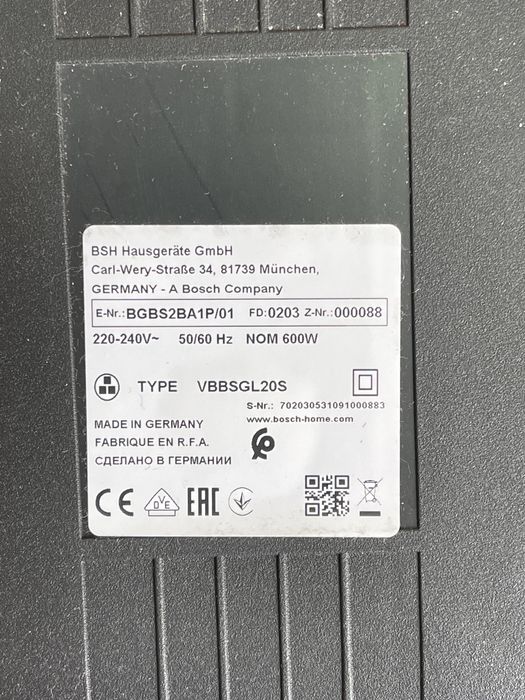 BSH Hausgeräte GmbH
Carl-Wery-Straße 34, 81739 München,
GERMANY - A Bosch Company
E-Nr.: BGBS2BA1P/01 FD:0203 Z-Nr.:000088
220-240V~ 50/60 Hz NOM 600W
TYPE VBBSGL20S
S-Nr.: 702030531091000883
www.bosch-home.com
MADE IN GERMANY
FABRIQUE EN R.F.A.
СДЕЛАНО В ГЕРМАНИИ
CE DVE EAC